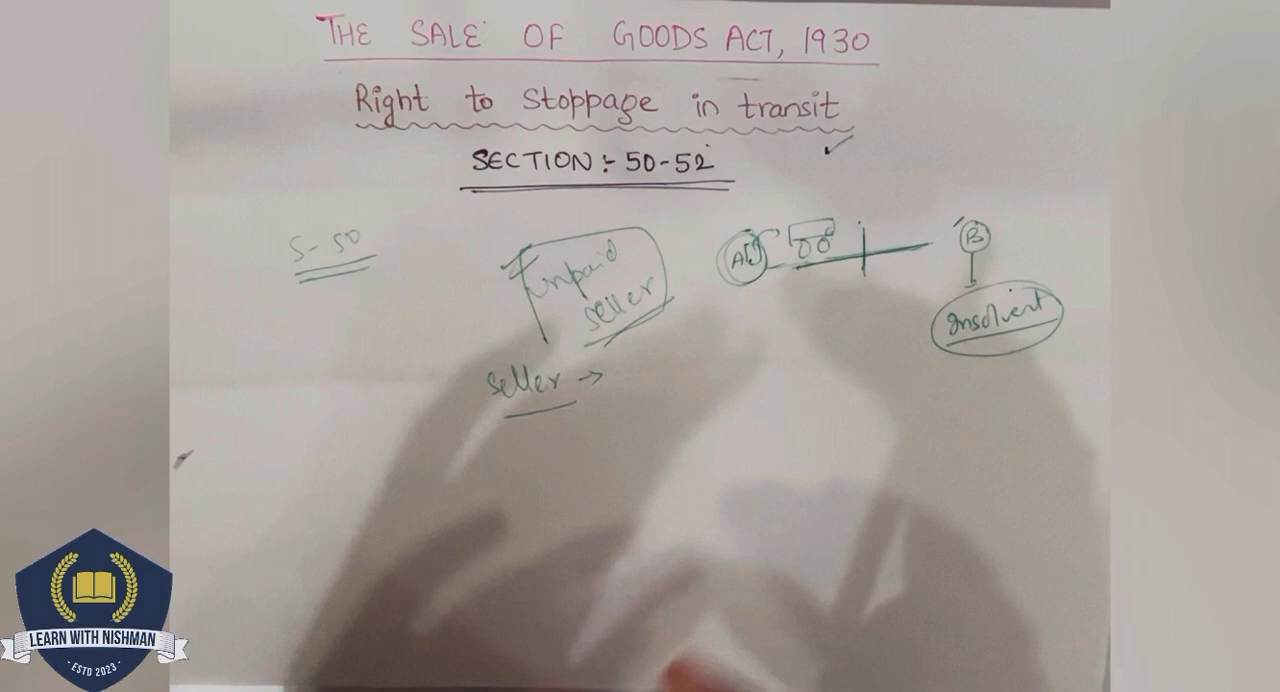 THE SALE OF GOODS ACT, 1930
Right to Stoppage in transit
SECTION :- 50-52
S-50
unpaid
seller
B
Insolvent
seller →
LEARN WITH NISHMAN
· ESTD 2023 ·